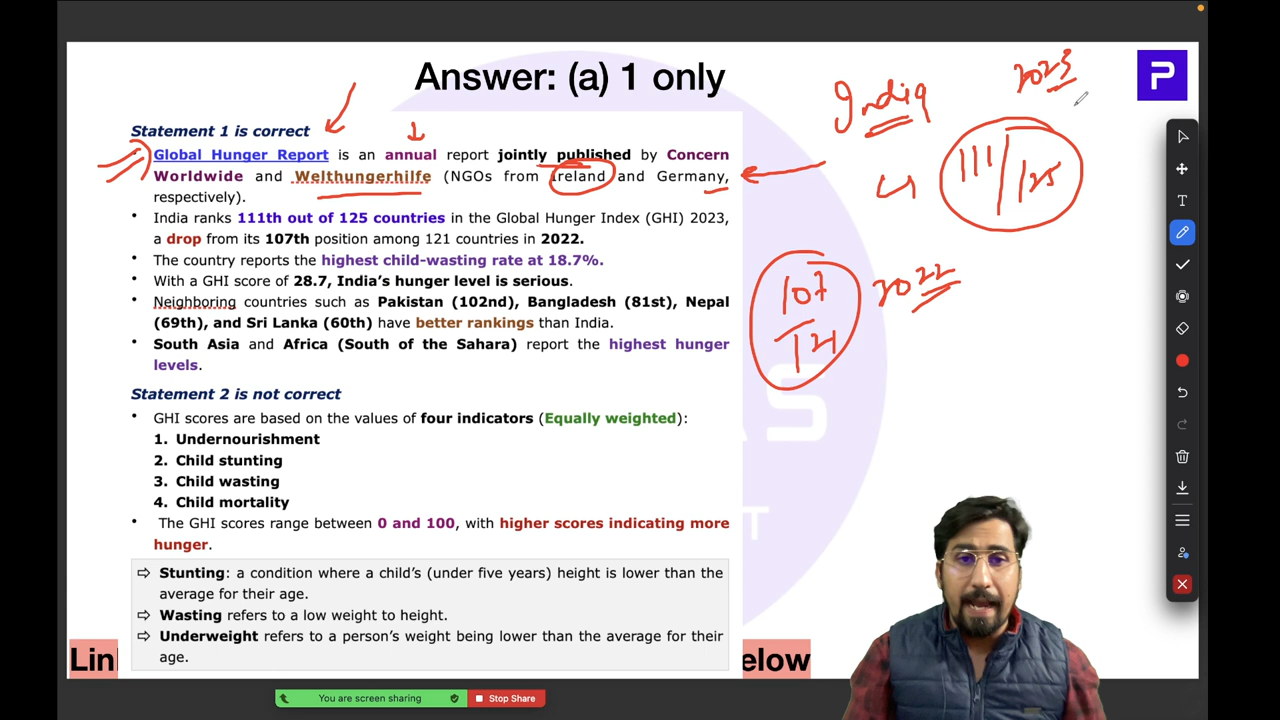 Answer: (a) 1 only
P
India
2023
111/125
107
121
2022
Statement 1 is correct
Global Hunger Report is an annual report jointly published by Concern
Worldwide and Welthungerhilfe (NGOs from Ireland and Germany,
respectively).
• India ranks 111th out of 125 countries in the Global Hunger Index (GHI) 2023,
a drop from its 107th position among 121 countries in 2022.
• The country reports the highest child-wasting rate at 18.7%.
• With a GHI score of 28.7, India's hunger level is serious.
• Neighboring countries such as Pakistan (102nd), Bangladesh (81st), Nepal
(69th), and Sri Lanka (60th) have better rankings than India.
• South Asia and Africa (South of the Sahara) report the highest hunger
levels.
Statement 2 is not correct
• GHI scores are based on the values of four indicators (Equally weighted):
1. Undernourishment
2. Child stunting
3. Child wasting
4. Child mortality
• The GHI scores range between 0 and 100, with higher scores indicating more
hunger.
⇨ Stunting: a condition where a child's (under five years) height is lower than the
average for their age.
⇨ Wasting refers to a low weight to height.
⇨ Underweight refers to a person's weight being lower than the average for their
age.
You are screen sharing
Stop Share